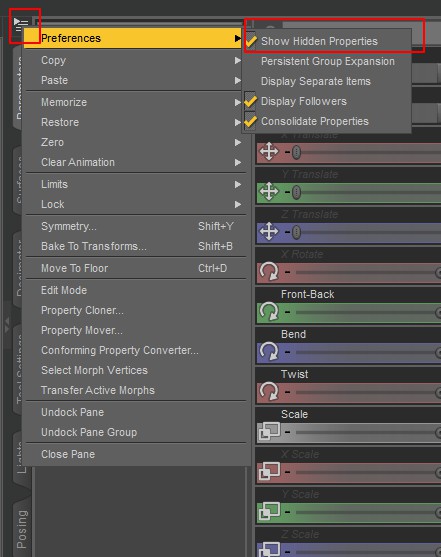 Preferences
Copy
Paste
Memorize
Restore
Zero
Clear Animation
Limits
Lock
Symmetry... Shift+Y
Bake To Transforms... Shift+B
Move To Floor Ctrl+D
Edit Mode
Property Cloner...
Property Mover...
Conforming Property Converter...
Select Morph Vertices
Transfer Active Morphs
Undock Pane
Undock Pane Group
Close Pane
Show Hidden Properties
Persistent Group Expansion
Display Separate Items
Display Followers
Consolidate Properties
X Translate
Y Translate
Z Translate
X Rotate
Front-Back
Bend
Twist
Scale
X Scale
Y Scale
Z Scale
Lights
Posing